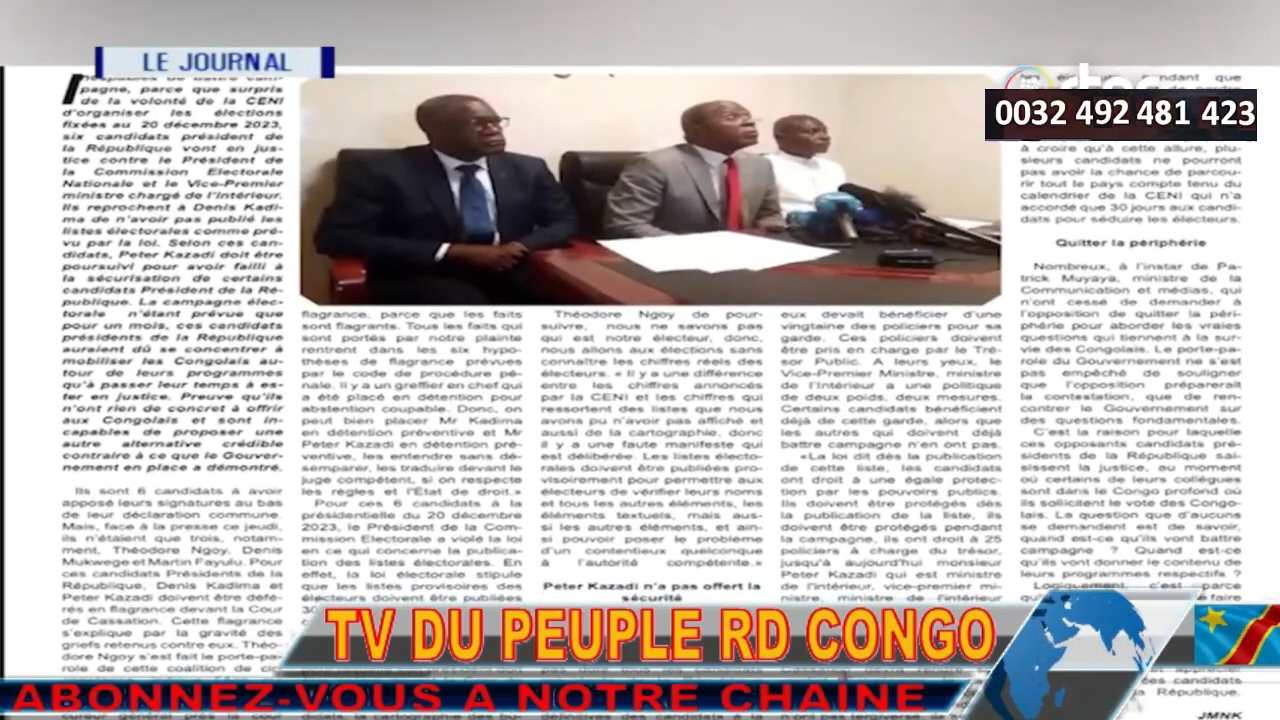 LE JOURNAL
0032 492 481 423
pagne, parce que surpris
de la volonté de la CENI
d'organiser les élections
fixées au 20 décembre 2023,
six candidats président de
la République vont en jus-
tice contre le Président de
la Commission Electorale
Nationale et le Vice-Premier
ministre chargé de l'Intérieur.
Ils reprochent à Denis Kadi-
ma de n'avoir pas publié les
listes électorales comme pré-
vu par la loi. Selon ces can-
didats, Peter Kazadi doit être
poursuivi pour avoir failli à
la sécurisation de certains
candidats Président de la Ré-
publique. La campagne élec-
torale n'étant prévue que
pour un mois, ces candidats
présidents de la République
auraient dû se concentrer à
mobiliser les Congolais au-
tour de leurs programmes
qu'à passer leur temps à es-
ter en justice. Preuve qu'ils
n'ont rien de concret à offrir
aux Congolais et sont in-
capables de proposer une
autre alternative crédible
contraire à ce que le Gouver-
nement en place a démontré.
Ils sont 6 candidats à avoir
apposé leurs signatures au bas
de leur déclaration commune.
Mais, face à la presse ce jeudi,
ils n'étaient que trois, notam-
ment, Théodore Ngoy, Denis
Mukwege et Martin Fayulu. Pour
ces candidats Présidents de la
République, Denis Kadima et
Peter Kazadi doivent être défé-
rés en flagrance devant la Cour
de Cassation. Cette flagrance
s'explique par la gravité des
griefs retenus contre eux. Théo-
dore Ngoy s'est fait le porte-pa-
role de cette coalition de cir-
flagrance, parce que les faits
sont flagrants. Tous les faits qui
sont portés par notre plainte
rentrent dans les six hypo-
thèses de flagrance prévues
par le code de procédure pé-
nale. Il y a un greffier en chef qui
a été placé en détention pour
abstention coupable. Donc, on
peut bien placer Mr Kadima
en détention préventive et Mr
Peter Kazadi en détention pré-
ventive, les entendre sans dé-
semparer, les traduire devant le
juge compétent, si on respecte
les règles et l'Etat de droit.»
Pour ces 6 candidats à la
présidentielle du 20 décembre
2023, le Président de la Com-
mission Electorale a violé la loi
en ce qui concerne la publica-
tion des listes électorales. En
effet, la loi électorale stipule
que les listes provisoires des
électeurs doivent être publiées
30
Théodore Ngoy de pour-
suivre, nous ne savons pas
qui est notre électeur, donc,
nous allons aux élections sans
connaître les chiffres réels des
électeurs. « Il y a une différence
entre les chiffres annoncés
par la CENI et les chiffres qui
ressortent des listes que nous
avons pu n'avoir pas affiché et
aussi de la cartographie, donc
il y a une faute manifeste qui
est délibérée. Les listes électo-
rales doivent être publiées pro-
visoirement pour permettre aux
électeurs de vérifier leurs noms
et tous les autres éléments, les
éléments textuels, mais aus-
si les autres éléments, et ain-
si pouvoir poser le problème
d'un contentieux quelconque
à l'autorité compétente.»
Peter Kazadi n'a pas offert la
sécurité
eux devait bénéficier d'une
vingtaine des policiers pour sa
garde. Ces policiers doivent
être pris en charge par le Tré-
sor Public. A leurs yeux, le
Vice-Premier Ministre, ministre
de l'Intérieur a une politique
de deux poids, deux mesures.
Certains candidats bénéficient
déjà de cette garde, alors que
les autres qui doivent déjà
battre campagne n'en ont pas.
«La loi dit dès la publication
de cette liste, les candidats
ont droit à une égale protec-
tion par les pouvoirs publics.
Ils doivent être protégés dès
la publication de la liste, ils
doivent être protégés pendant
la campagne, ils ont droit à 25
policiers à charge du trésor,
jusqu'à aujourd'hui monsieur
Peter Kazadi qui est ministre
de l'intérieur, vice-premier mi-
nistre, ministre de l'intérieur
à croire qu'à cette allure, plu-
sieurs candidats ne pourront
pas avoir la chance de parcou-
rir tout le pays compte tenu du
calendrier de la CENI qui n'a
accordé que 30 jours aux candi-
dats pour séduire les électeurs.
Quitter la périphérie
Nombreux, à l'instar de Pa-
trick Muyaya, ministre de la
Communication et médias, qui
n'ont cessé de demander à
l'opposition de quitter la péri-
phérie pour aborder les vraies
questions qui tiennent à la sur-
vie des Congolais. Le porte-pa-
role du Gouvernement ne s'est
pas empêché de souligner
que l'opposition préparerait
la contestation, que de ren-
contrer le Gouvernement sur
des questions fondamentales.
C'est la raison pour laquelle
ces opposants candidats pré-
sidents de la République sai-
sissent la justice, au moment
où certains de leurs collègues
sont dans le Congo profond où
ils sollicitent le vote des Congo-
lais. La question que d'aucuns
se demandent est de savoir,
quand est-ce qu'ils vont battre
campagne ? Quand est-ce
qu'ils vont donner le contenu de
leurs programmes respectifs ?
Logiquement c'est parce
faire
la République.
JMNK
TV DU PEUPLE RD CONGO
ABONNEZ-VOUS A NOTRE CHAINE